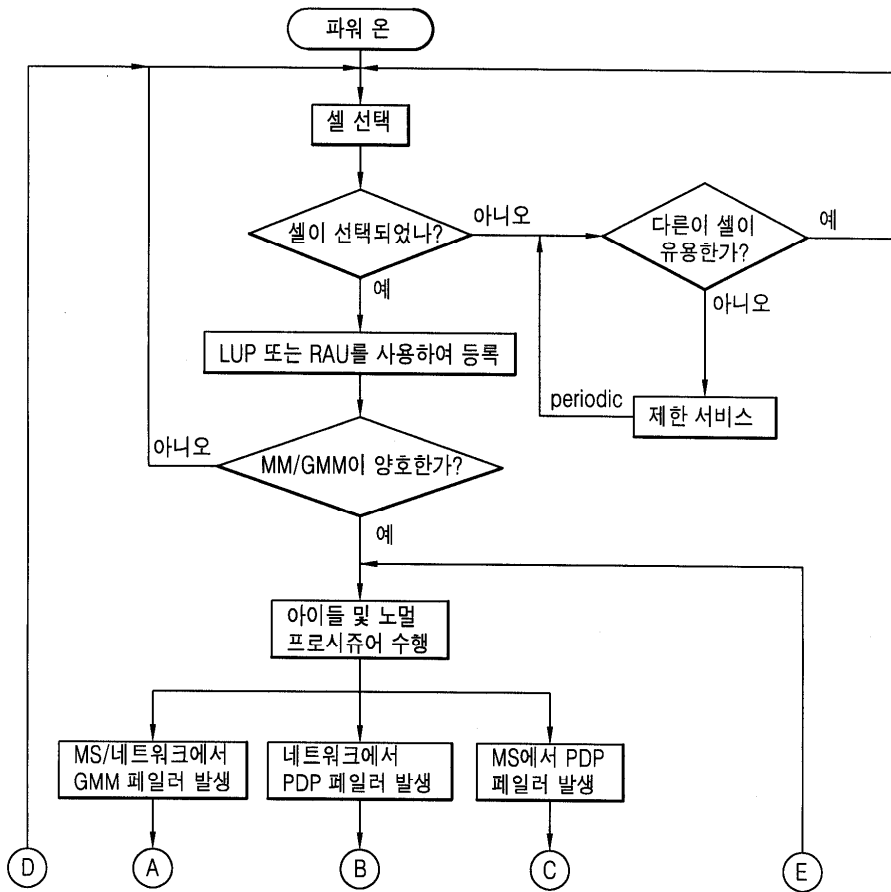 파워 온
셀 선택
셀이 선택되었나?
아니오
다른이 셀이
유용한가?
예
예
아니오
LUP 또는 RAU를 사용하여 등록
periodic
제한 서비스
아니오
MM/GMM이 양호한가?
예
아이들 및 노멀
프로시쥬어 수행
MS/네트워크에서
GMM 페일러 발생
네트워크에서
PDP 페일러 발생
MS에서 PDP
페일러 발생
D
A
B
C
E